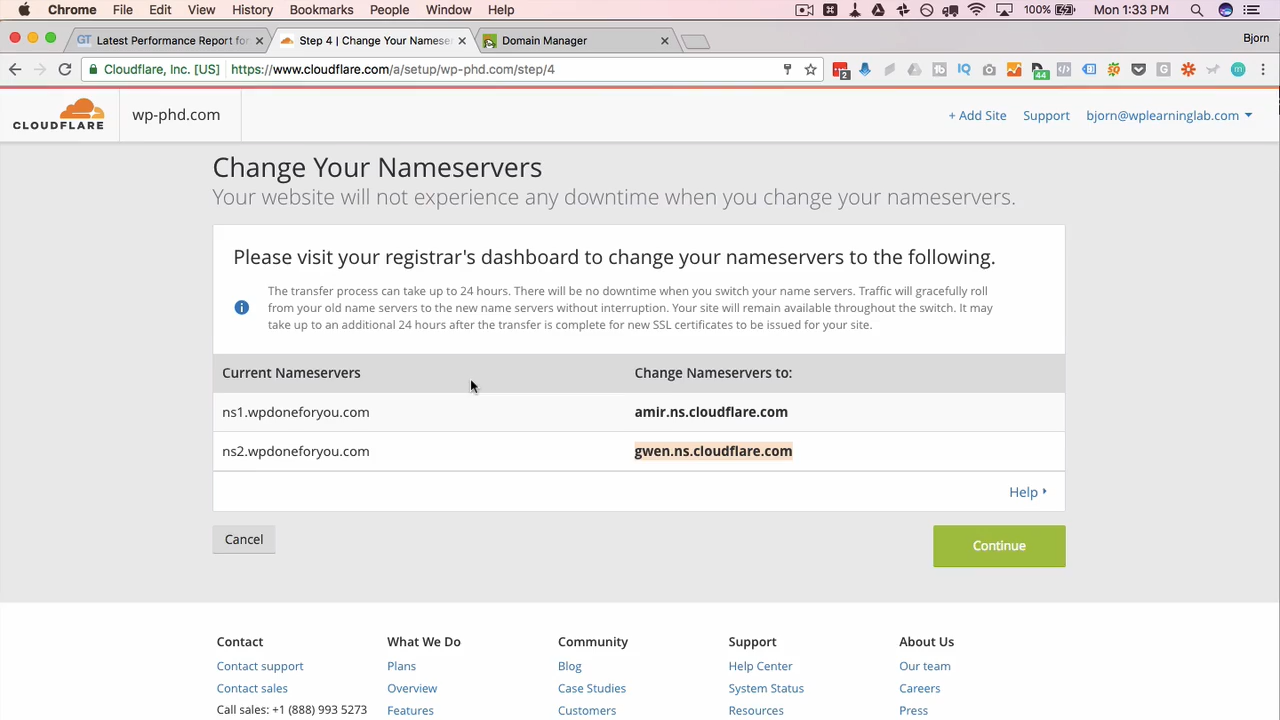 Chrome File Edit View History Bookmarks People Window Help 100% Mon 1:33 PM
Latest Performance Report for Step 4 | Change Your Nameser Domain Manager Bjorn
Cloudflare, Inc. [US] https://www.cloudflare.com/a/setup/wp-phd.com/step/4
CLOUDFLARE wp-phd.com + Add Site Support bjorn@wplearninglab.com
Change Your Nameservers
Your website will not experience any downtime when you change your nameservers.
Please visit your registrar's dashboard to change your nameservers to the following.
The transfer process can take up to 24 hours. There will be no downtime when you switch your name servers. Traffic will gracefully roll
from your old name servers to the new name servers without interruption. Your site will remain available throughout the switch. It may
take up to an additional 24 hours after the transfer is complete for new SSL certificates to be issued for your site.
Current Nameservers Change Nameservers to:
ns1.wpdoneforyou.com amir.ns.cloudflare.com
ns2.wpdoneforyou.com gwen.ns.cloudflare.com
Help
Cancel Continue
Contact What We Do Community Support About Us
Contact support Plans Blog Help Center Our team
Contact sales Overview Case Studies System Status Careers
Call sales: +1 (888) 993 5273 Features Customers Resources Press